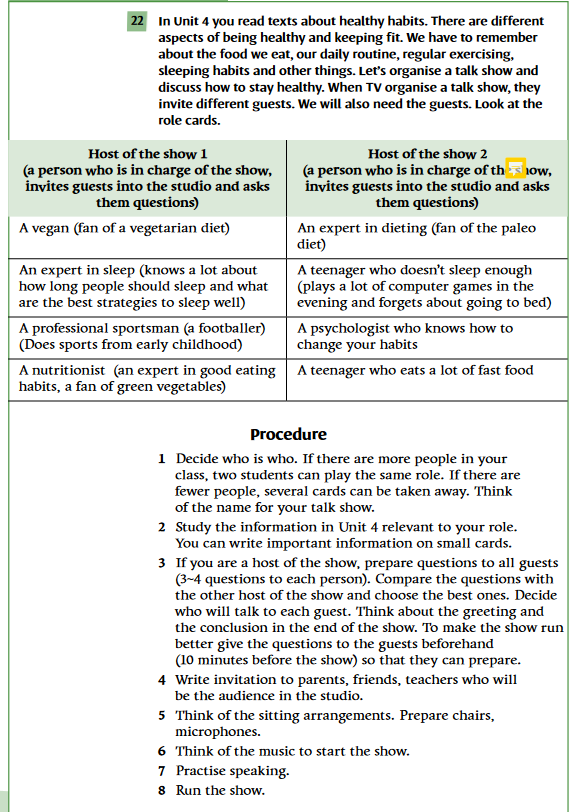 22 In Unit 4 you read texts about healthy habits. There are different
aspects of being healthy and keeping fit. We have to remember
about the food we eat, our daily routine, regular exercising,
sleeping habits and other things. Let's organise a talk show and
discuss how to stay healthy. When TV organise a talk show, they
invite different guests. We will also need the guests. Look at the
role cards.
Host of the show 1
(a person who is in charge of the show,
invites guests into the studio and asks
them questions)
Host of the show 2
(a person who is in charge of the show,
invites guests into the studio and asks
them questions)
A vegan (fan of a vegetarian diet)
An expert in dieting (fan of the paleo
diet)
An expert in sleep (knows a lot about
how long people should sleep and what
are the best strategies to sleep well)
A teenager who doesn't sleep enough
(plays a lot of computer games in the
evening and forgets about going to bed)
A professional sportsman (a footballer)
(Does sports from early childhood)
A psychologist who knows how to
change your habits
A nutritionist (an expert in good eating
habits, a fan of green vegetables)
A teenager who eats a lot of fast food
Procedure
1 Decide who is who. If there are more people in your
class, two students can play the same role. If there are
fewer people, several cards can be taken away. Think
of the name for your talk show.
2 Study the information in Unit 4 relevant to your role.
You can write important information on small cards.
3 If you are a host of the show, prepare questions to all guests
(3~4 questions to each person). Compare the questions with
the other host of the show and choose the best ones. Decide
who will talk to each guest. Think about the greeting and
the conclusion in the end of the show. To make the show run
better give the questions to the guests beforehand
(10 minutes before the show) so that they can prepare.
4 Write invitation to parents, friends, teachers who will
be the audience in the studio.
5 Think of the sitting arrangements. Prepare chairs,
microphones.
6 Think of the music to start the show.
7 Practise speaking.
8 Run the show.